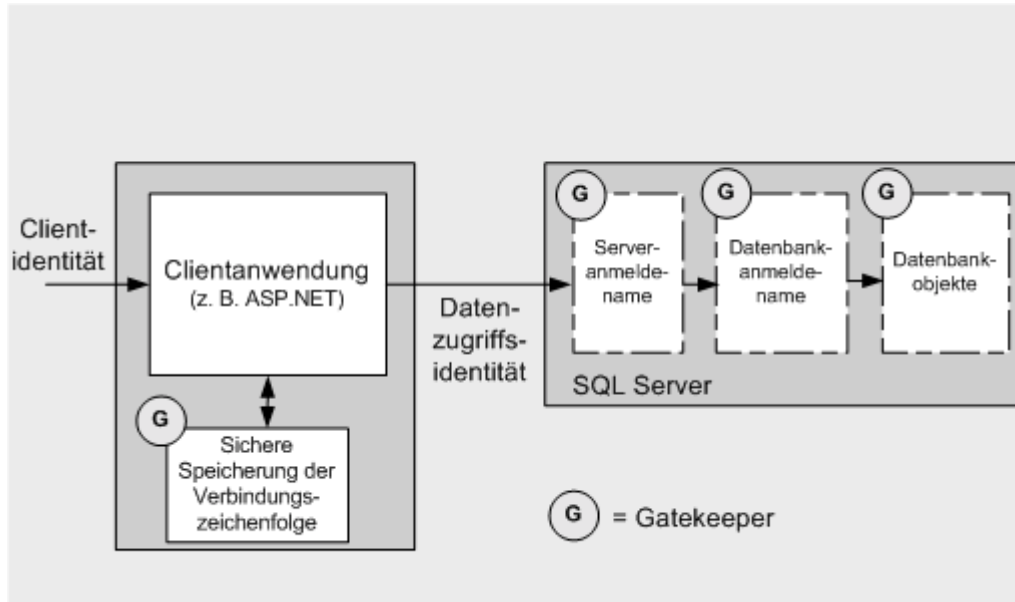 Client-
identität
Clientanwendung
(z. B. ASP.NET)
G
Sichere
Speicherung der
Verbindungs-
zeichenfolge
Daten-
zugriffs-
identität
G
Server-
anmelde-
name
G
Datenbank-
anmelde-
name
G
Datenbank-
objekte
SQL Server
G = Gatekeeper